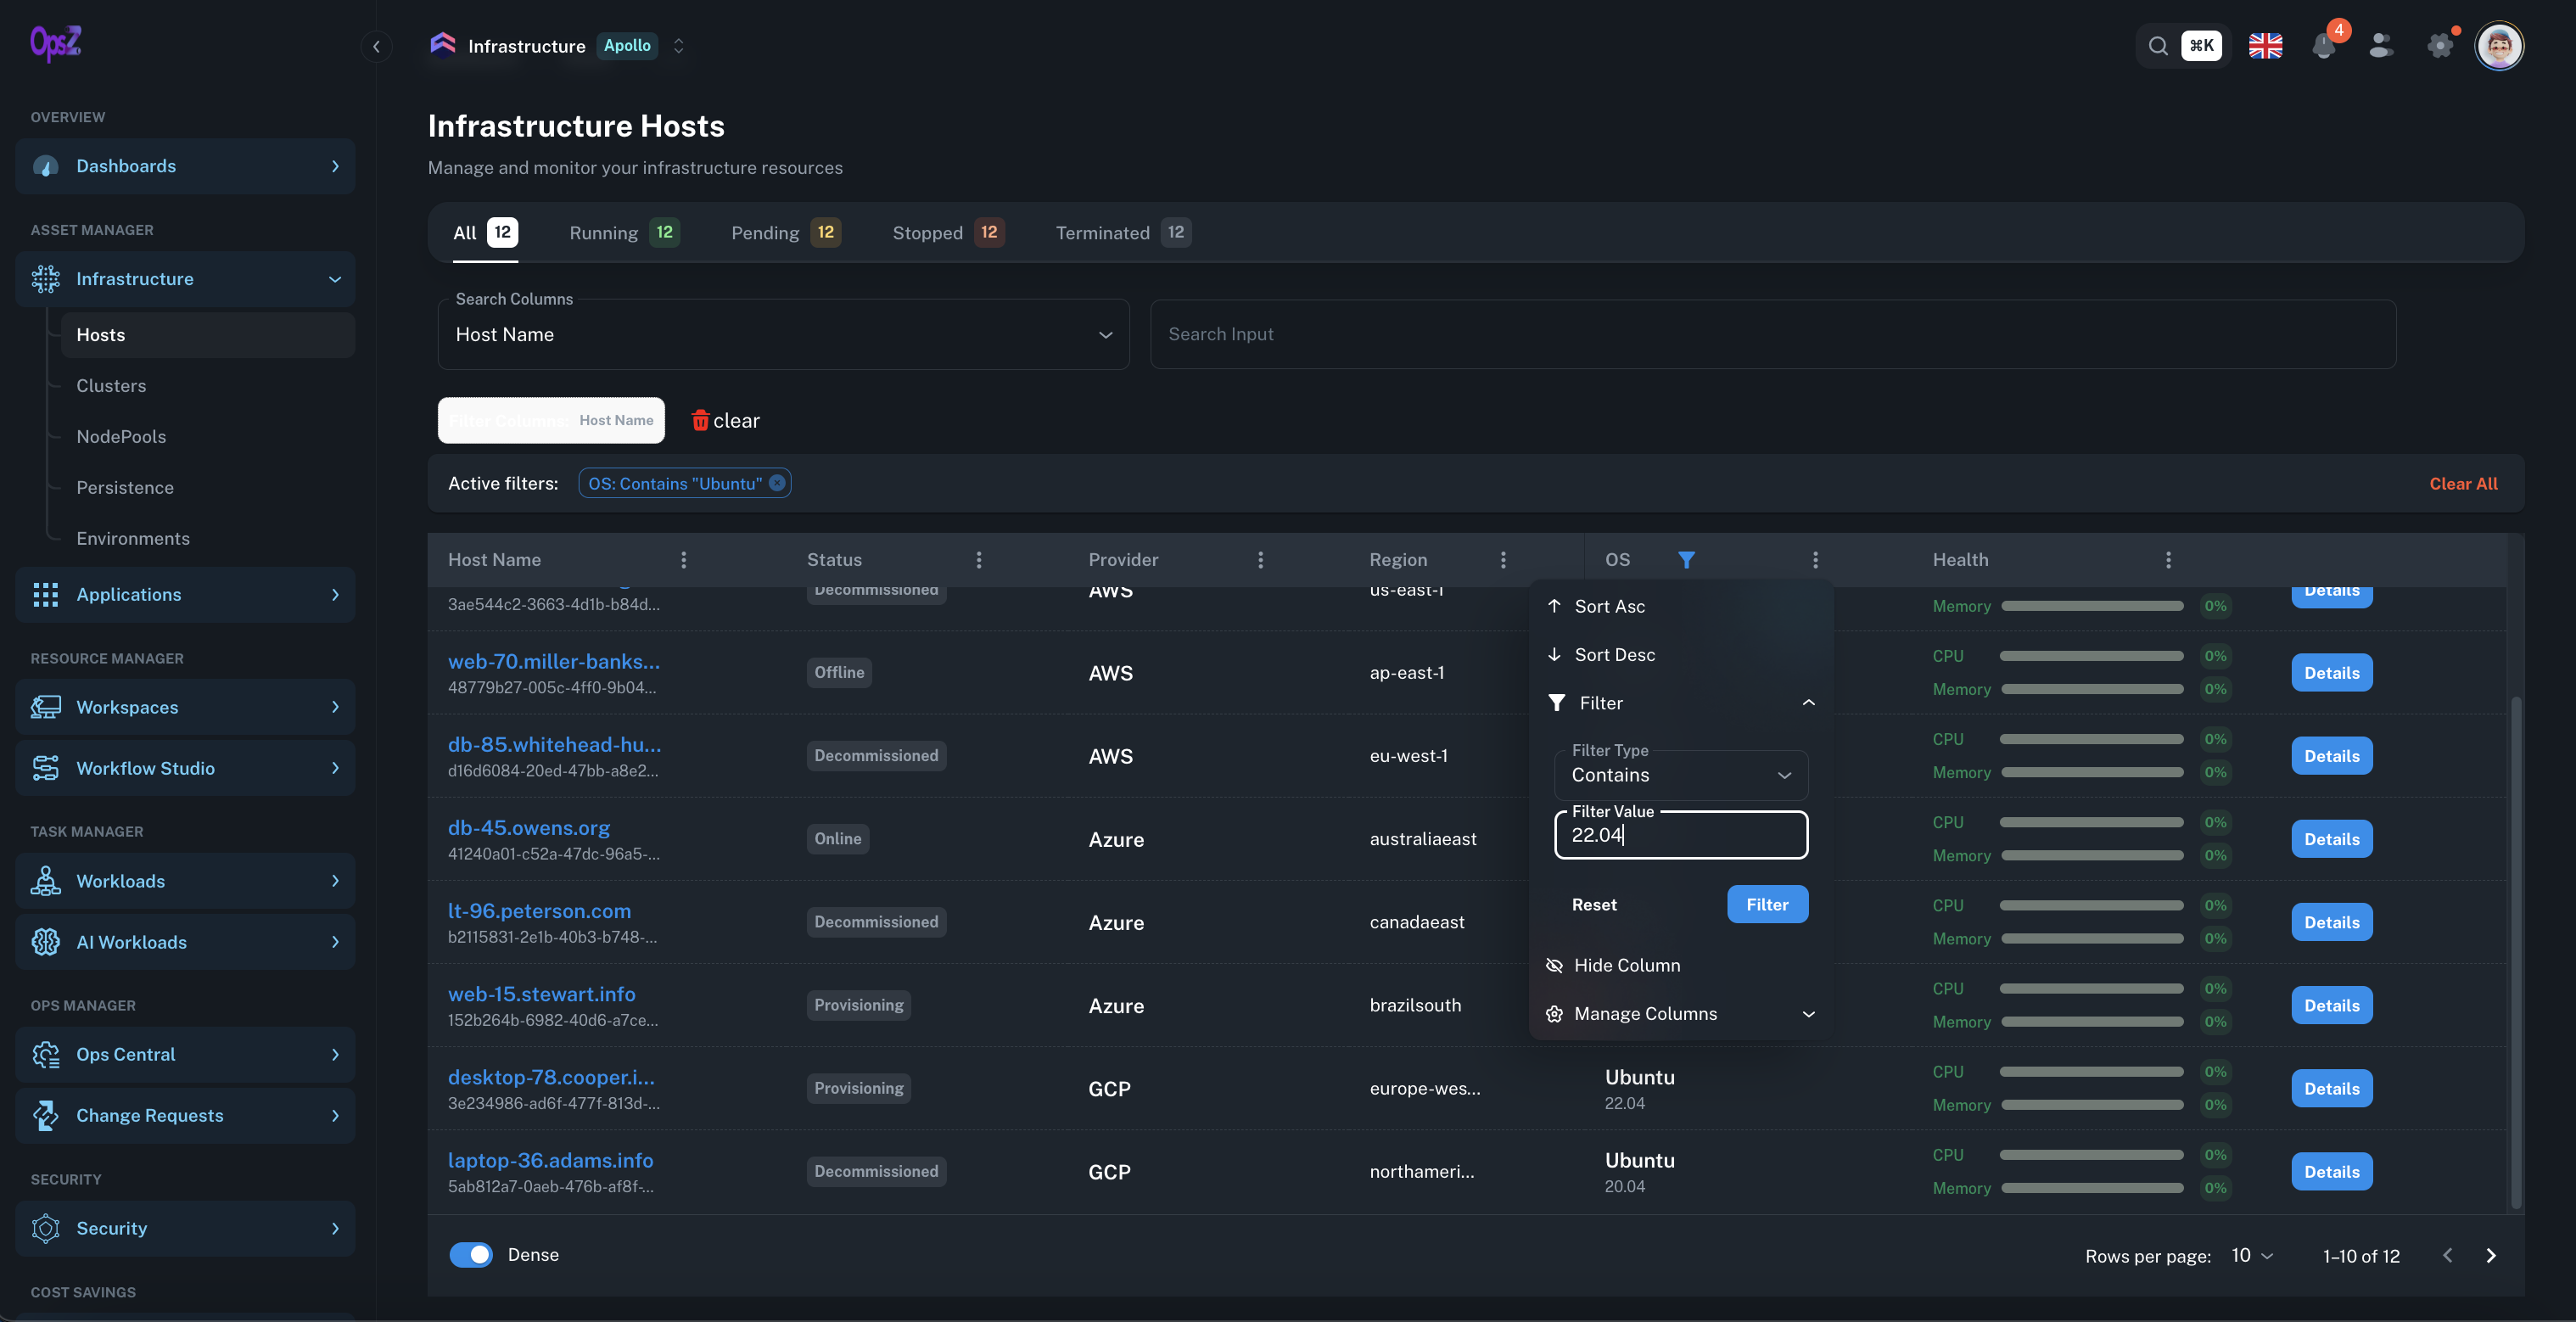 OpsZ
Infrastructure Apollo
⌘K
4
OVERVIEW
Dashboards
ASSET MANAGER
Infrastructure
Hosts
Clusters
NodePools
Persistence
Environments
Applications
RESOURCE MANAGER
Workspaces
Workflow Studio
TASK MANAGER
Workloads
AI Workloads
OPS MANAGER
Ops Central
Change Requests
SECURITY
Security
COST SAVINGS
Infrastructure Hosts
Manage and monitor your infrastructure resources
All 12 Running 12 Pending 12 Stopped 12 Terminated 12
Search Columns
Host Name
Search Input
Filter Columns: Host Name clear
Active filters: OS: Contains "Ubuntu" Clear All
Host Name Status Provider Region OS Health
Decommissioned AWS us-east-1 Details
3ae544c2-3663-4d1b-b84d... Memory 0%
web-70.miller-banks... Offline AWS ap-east-1 CPU 0% Details
48779b27-005c-4ff0-9b04... Memory 0%
db-85.whitehead-hu... Decommissioned AWS eu-west-1 CPU 0% Details
d16d6084-20ed-47bb-a8e2... Memory 0%
db-45.owens.org Online Azure australiaeast CPU 0% Details
41240a01-c52a-47dc-96a5-... Memory 0%
lt-96.peterson.com Decommissioned Azure canadaeast CPU 0% Details
b2115831-2e1b-40b3-b748-... Memory 0%
web-15.stewart.info Provisioning Azure brazilsouth CPU 0% Details
152b264b-6982-40d6-a7ce... Memory 0%
desktop-78.cooper.i... Provisioning GCP europe-wes... Ubuntu CPU 0% Details
3e234986-ad6f-477f-813d-... 22.04 Memory 0%
laptop-36.adams.info Decommissioned GCP northameri... Ubuntu CPU 0% Details
5ab812a7-0aeb-476b-af8f-... 20.04 Memory 0%
Sort Asc
Sort Desc
Filter
Filter Type
Contains
Filter Value
22.04
Reset Filter
Hide Column
Manage Columns
Dense Rows per page: 10 1–10 of 12